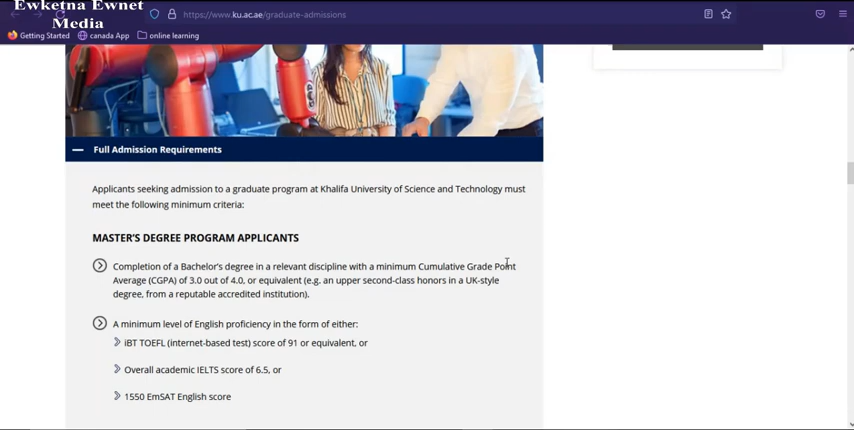 Ewketna Ewnet
Media
https://www.ku.ac.ae/graduate-admissions
Getting Started canada App online learning
Full Admission Requirements
Applicants seeking admission to a graduate program at Khalifa University of Science and Technology must
meet the following minimum criteria:
MASTER'S DEGREE PROGRAM APPLICANTS
Completion of a Bachelor's degree in a relevant discipline with a minimum Cumulative Grade Point
Average (CGPA) of 3.0 out of 4.0, or equivalent (e.g. an upper second-class honors in a UK-style
degree, from a reputable accredited institution).
A minimum level of English proficiency in the form of either:
iBT TOEFL (internet-based test) score of 91 or equivalent, or
Overall academic IELTS score of 6.5, or
1550 EmSAT English score